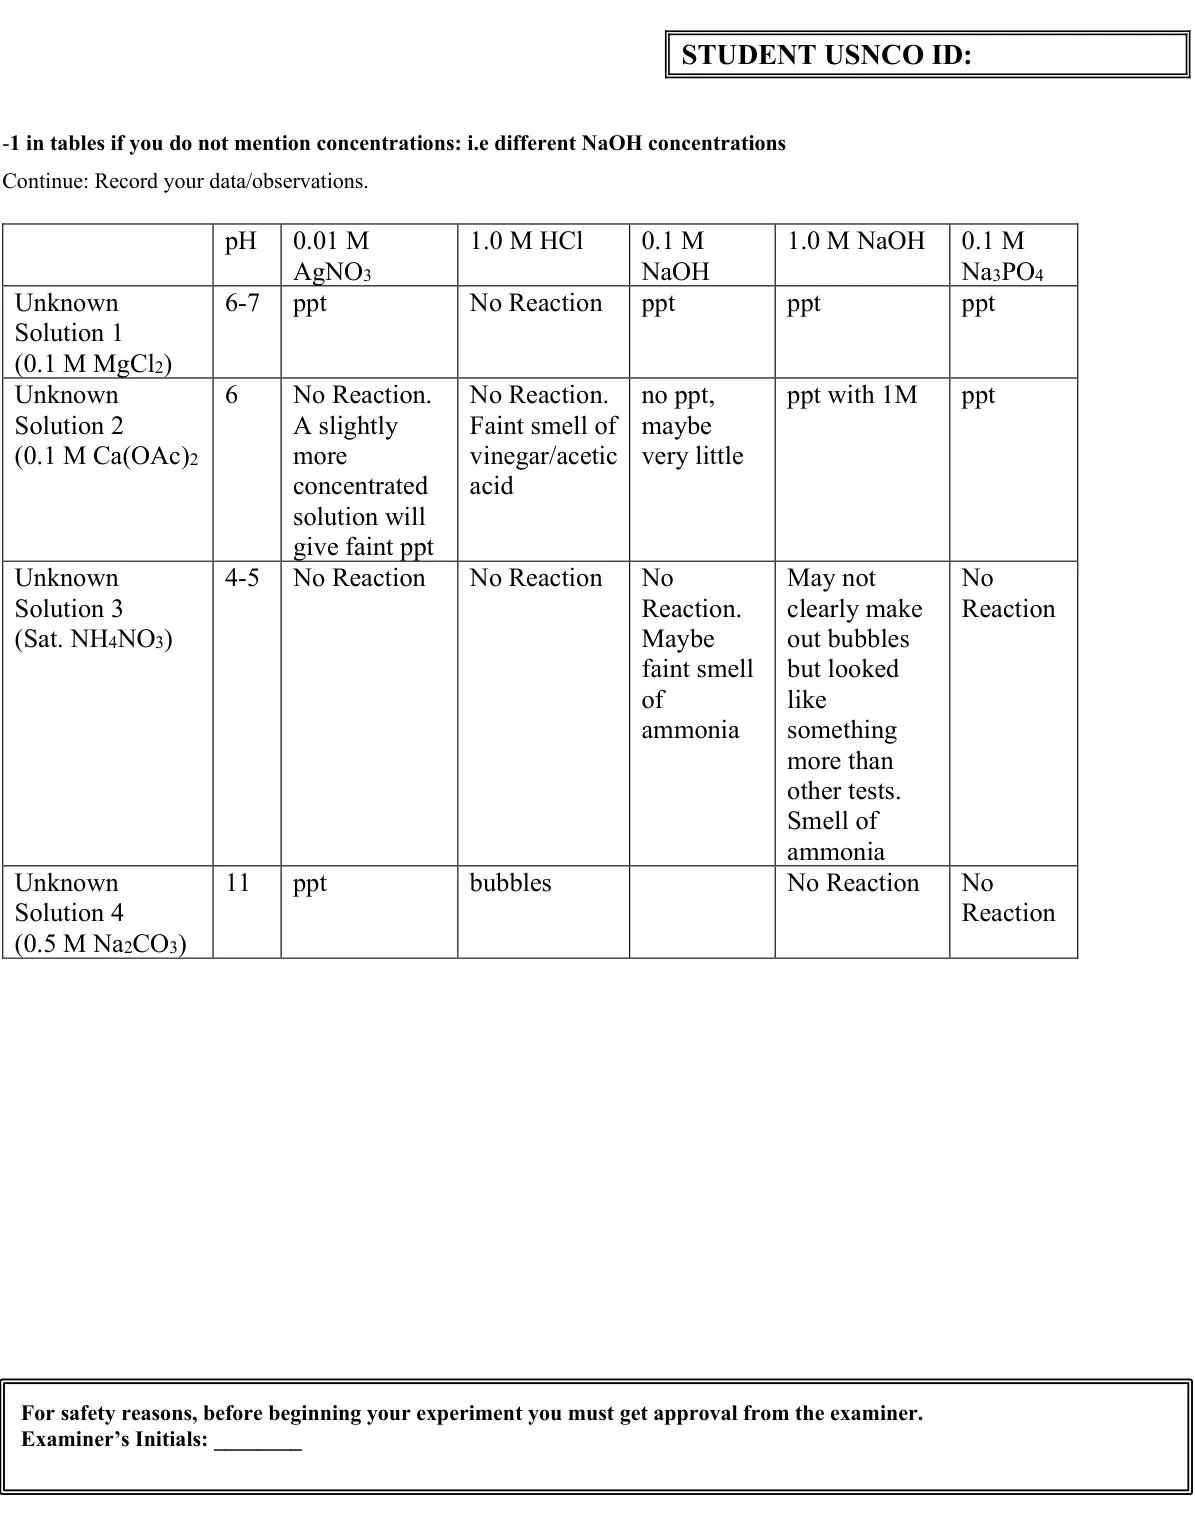 STUDENT USNCO ID:
-1 in tables if you do not mention concentrations: i.e different NaOH concentrations
Continue: Record your data/observations.
pH
0.01 M
AgNO3
1.0 M HCl
0.1 M
NaOH
1.0 M NaOH
0.1 M
Na3PO4
Unknown
Solution 1
(0.1 M MgCl2)
6-7
ppt
No Reaction
ppt
ppt
ppt
Unknown
Solution 2
(0.1 M Ca(OAc)2
6
No Reaction.
A slightly
more
concentrated
solution will
give faint ppt
No Reaction.
Faint smell of
vinegar/acetic
acid
no ppt,
maybe
very little
ppt with 1M
ppt
Unknown
Solution 3
(Sat. NH4NO3)
4-5
No Reaction
No Reaction
No
Reaction.
Maybe
faint smell
of
ammonia
May not
clearly make
out bubbles
but looked
like
something
more than
other tests.
Smell of
ammonia
No
Reaction
Unknown
Solution 4
(0.5 M Na2CO3)
11
ppt
bubbles
No Reaction
No
Reaction
For safety reasons, before beginning your experiment you must get approval from the examiner.
Examiner’s Initials: ________